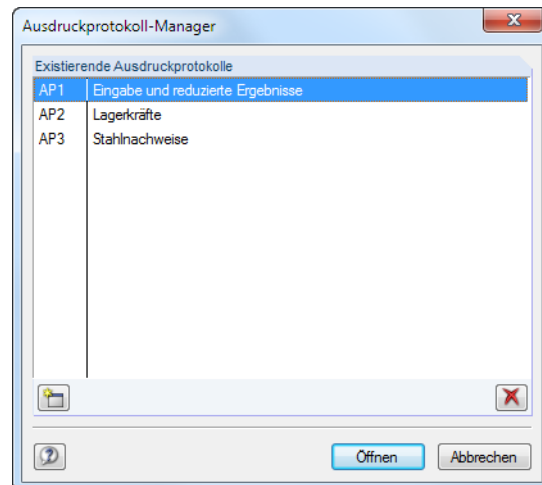 Ausdruckprotokoll-Manager
Existierende Ausdruckprotokolle
AP1 Eingabe und reduzierte Ergebnisse
AP2 Lagerkräfte
AP3 Stahlnachweise
Öffnen Abbrechen